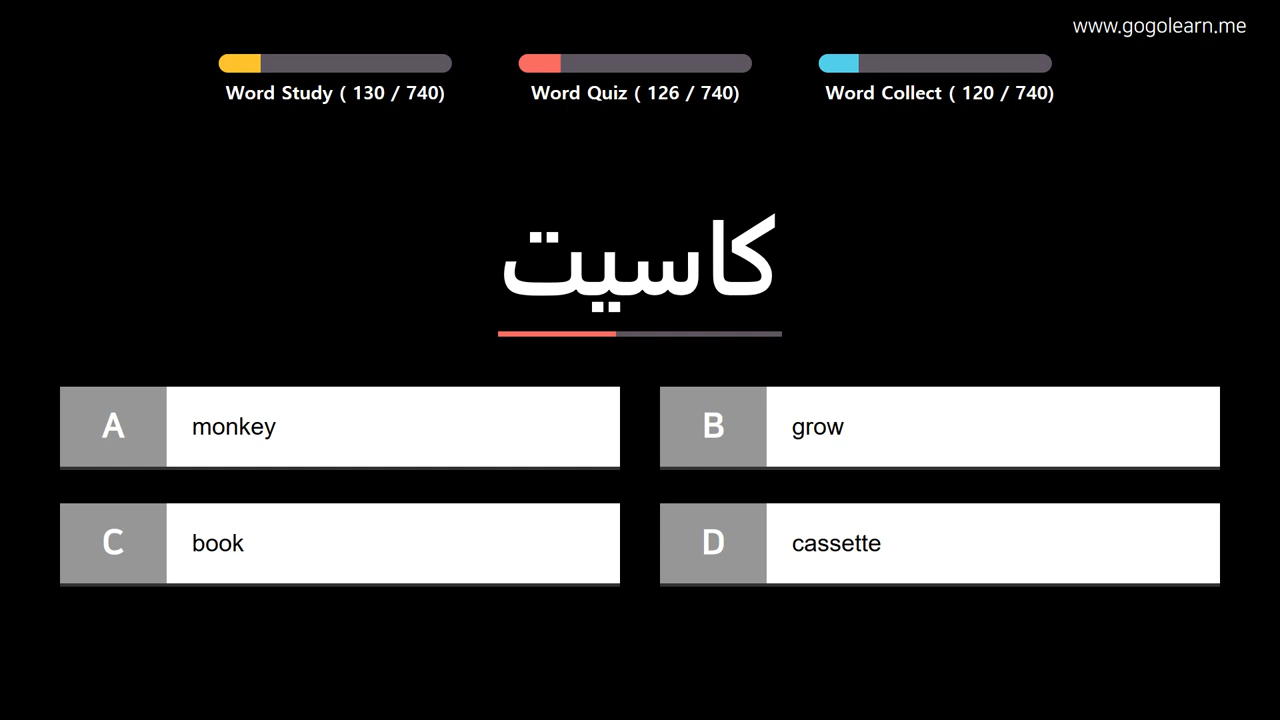 www.gogolearn.me
Word Study ( 130 / 740)
Word Quiz ( 126 / 740)
Word Collect ( 120 / 740)
كاسيت
A monkey
B grow
C book
D cassette